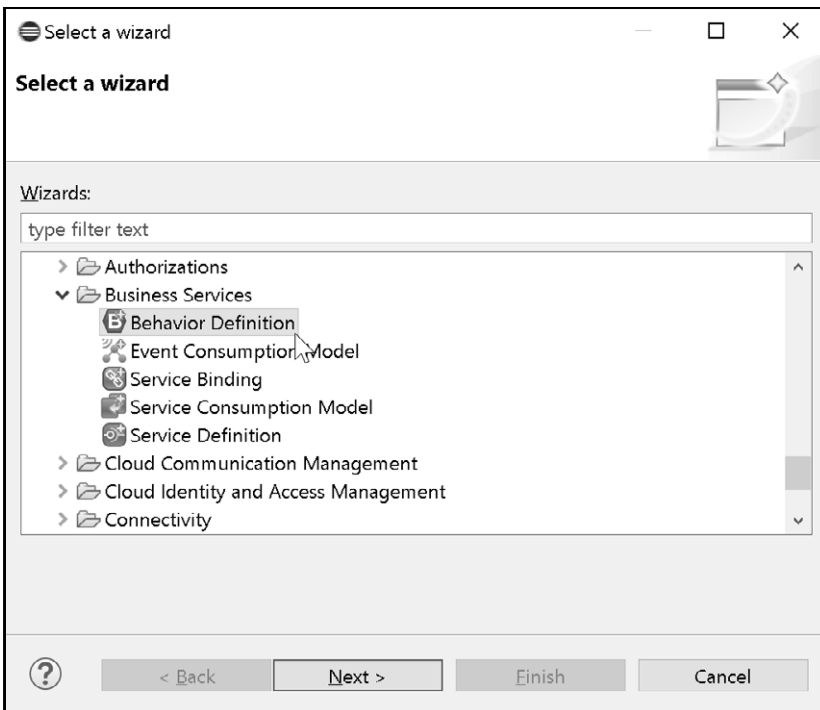 Select a wizard
Select a wizard
Wizards:
type filter text
Authorizations
Business Services
Behavior Definition
Event Consumption Model
Service Binding
Service Consumption Model
Service Definition
Cloud Communication Management
Cloud Identity and Access Management
Connectivity
? < Back Next > Finish Cancel